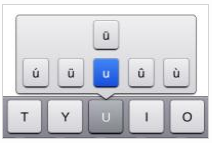 ū
ú ü u û ù
T Y U I O